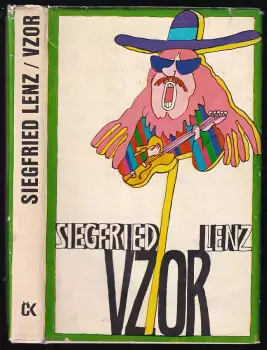 SIEGFRIED LENZ / VZOR
ČK
SIEGFRIED LENZ
VZOR